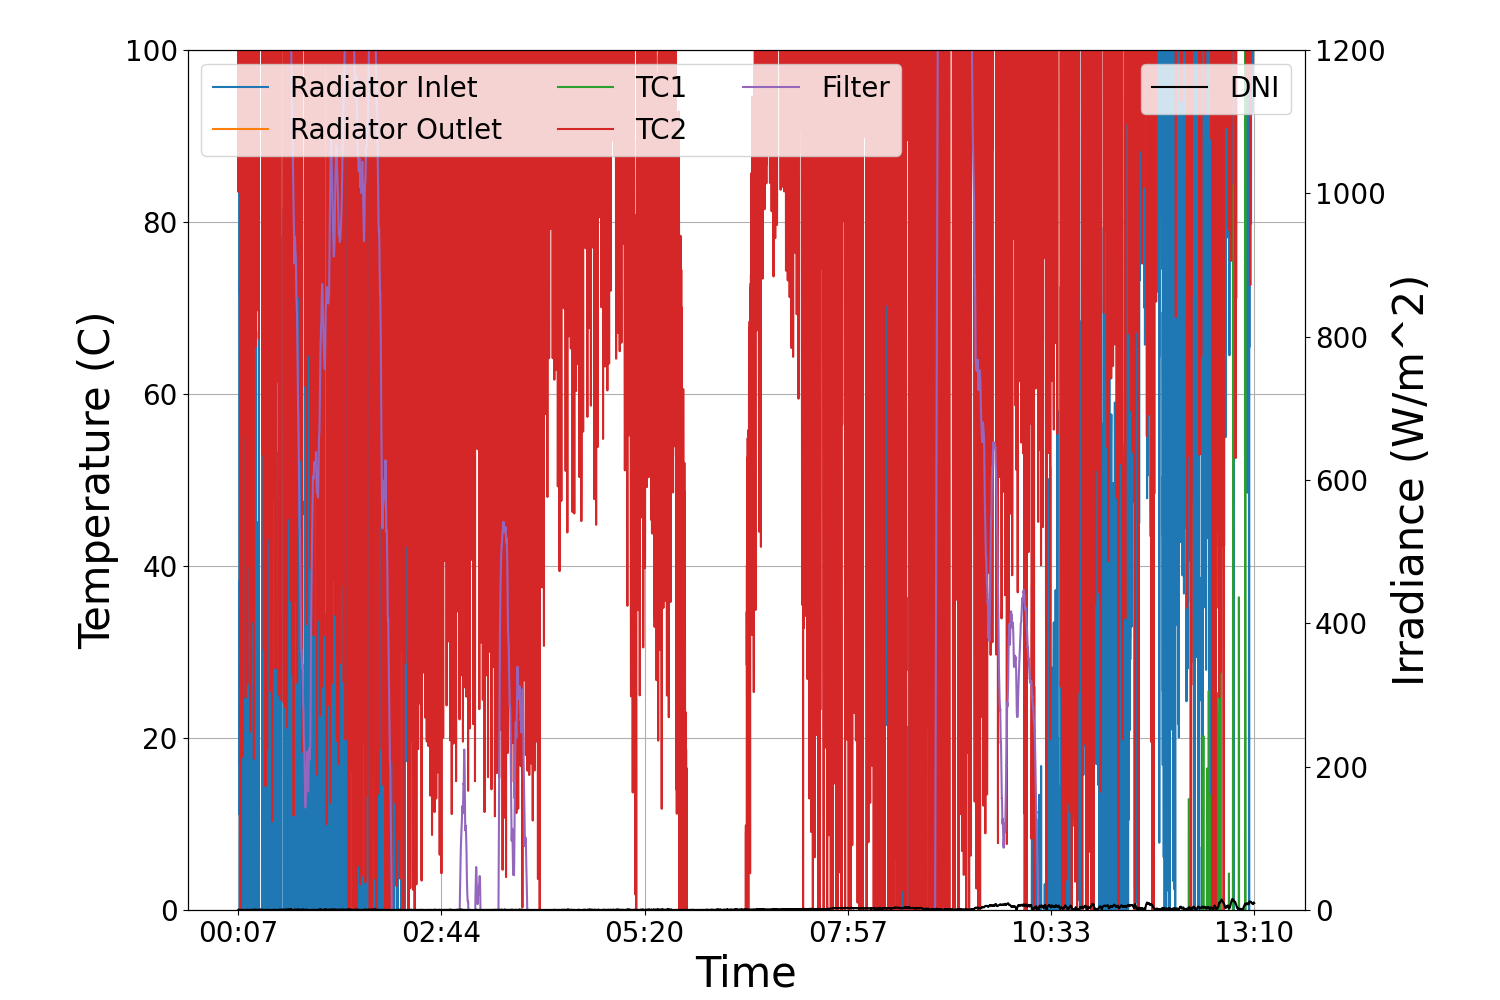 100
80
60
40
20
0
Temperature (C)
Radiator Inlet
Radiator Outlet
TC1
TC2
Filter
DNI
1200
1000
800
600
400
200
0
Irradiance (W/m^2)
00:07
02:44
05:20
07:57
10:33
13:10
Time